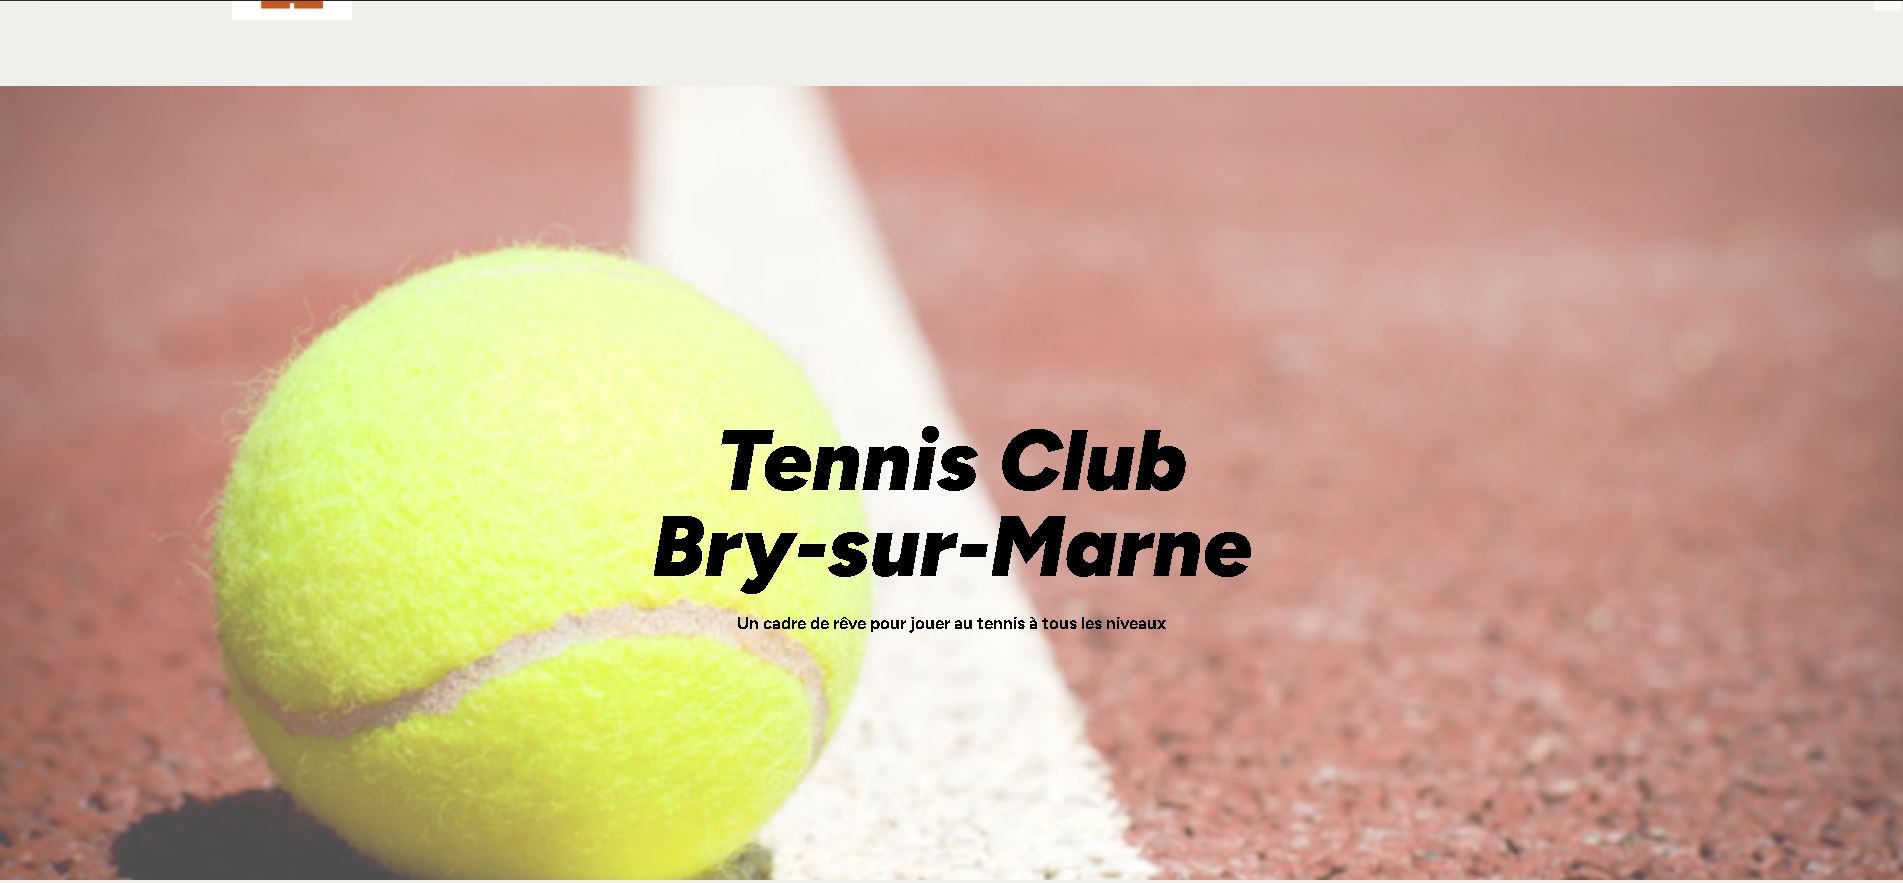 Tennis Club
Bry-sur-Marne
Un cadre de rêve pour jouer au tennis à tous les niveaux